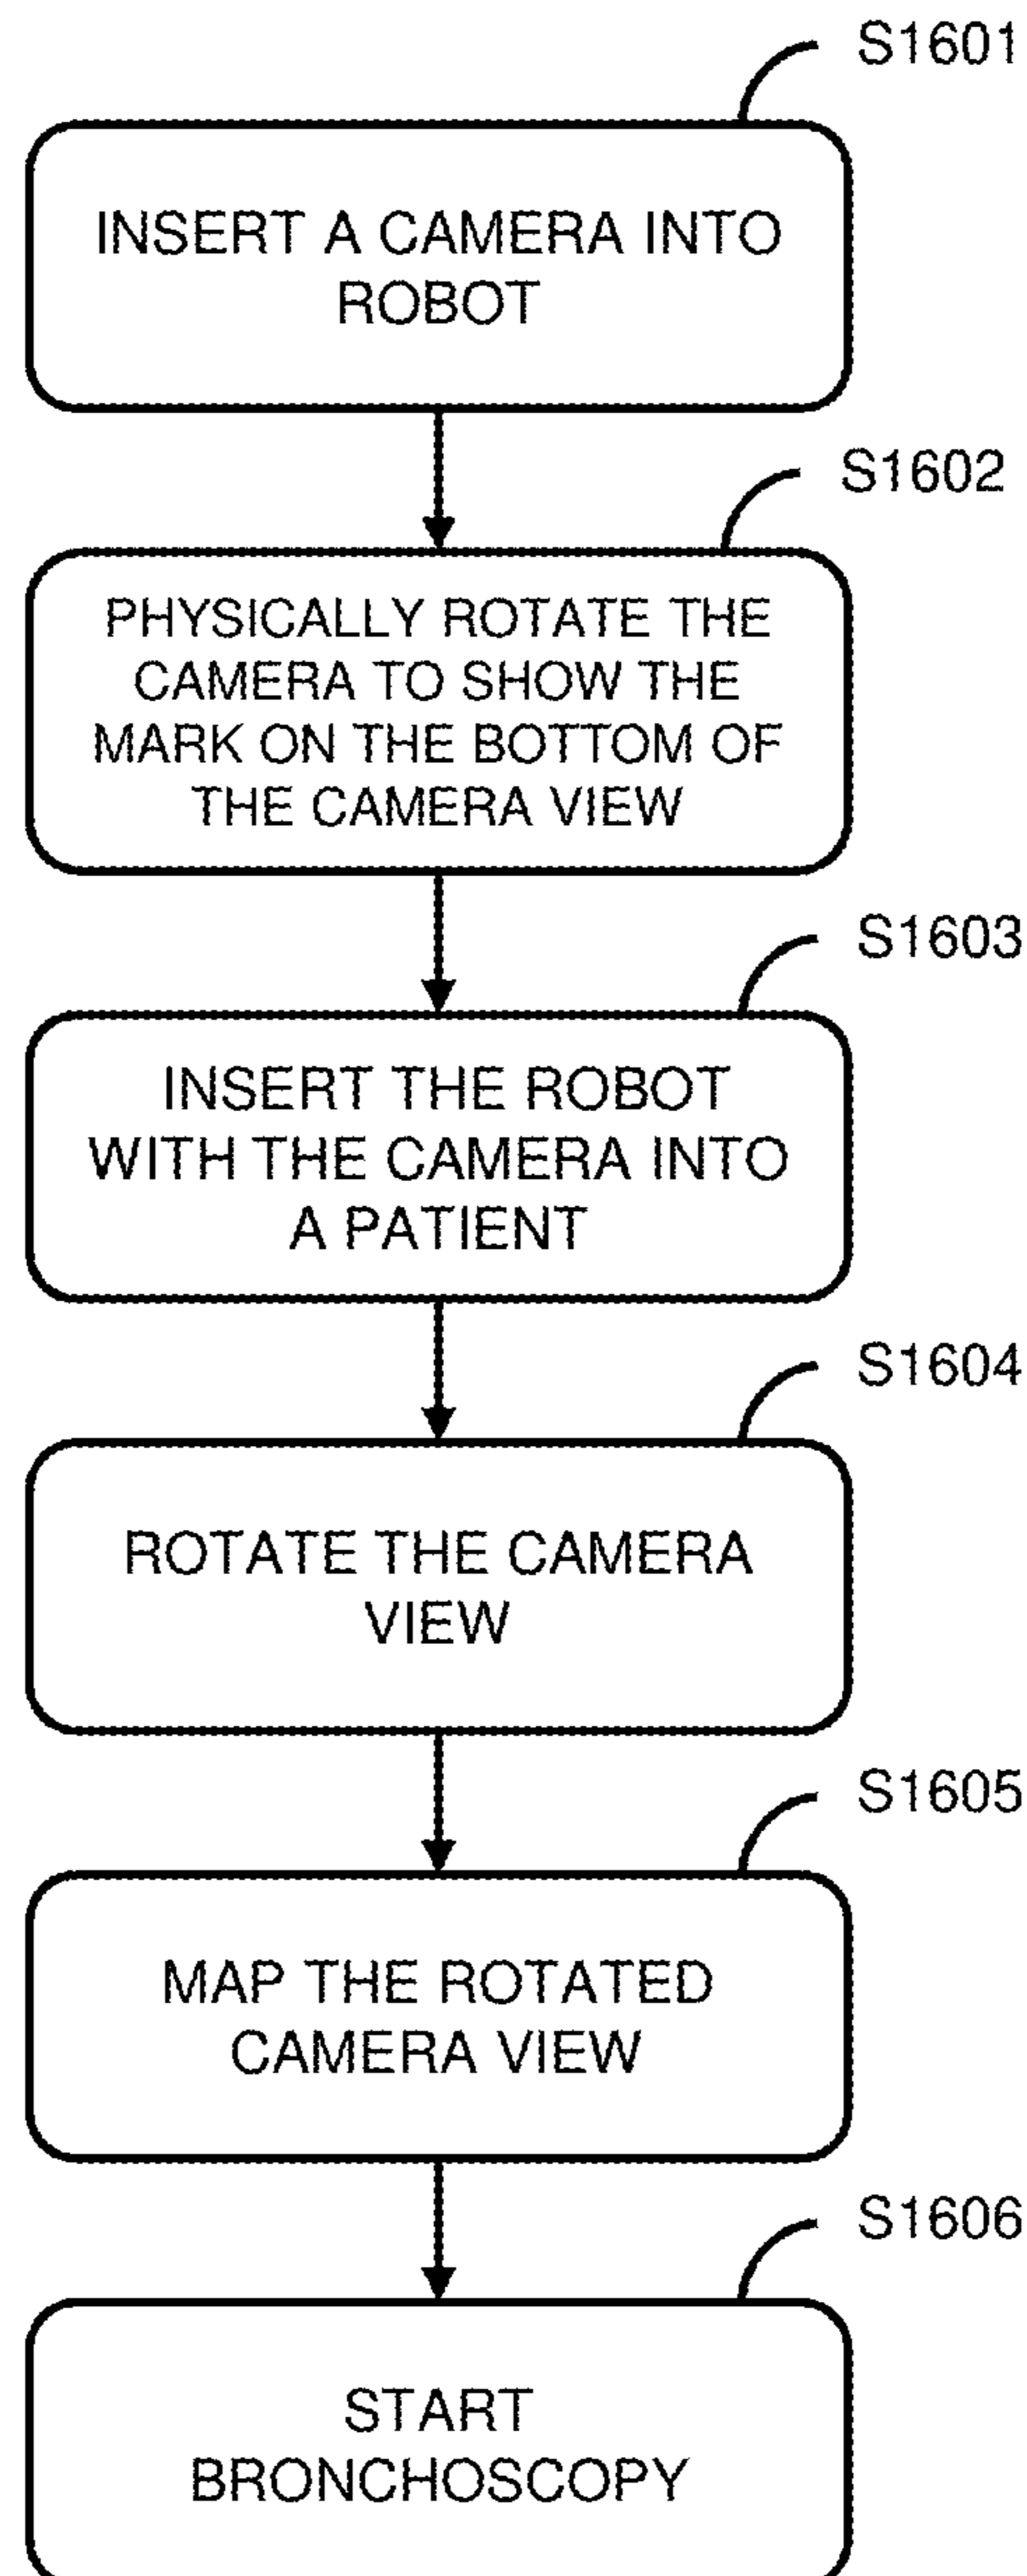 S1601
INSERT A CAMERA INTO
ROBOT
S1602
PHYSICALLY ROTATE THE
CAMERA TO SHOW THE
MARK ON THE BOTTOM OF
THE CAMERA VIEW
S1603
INSERT THE ROBOT
WITH THE CAMERA INTO
A PATIENT
S1604
ROTATE THE CAMERA
VIEW
S1605
MAP THE ROTATED
CAMERA VIEW
S1606
START
BRONCHOSCOPY